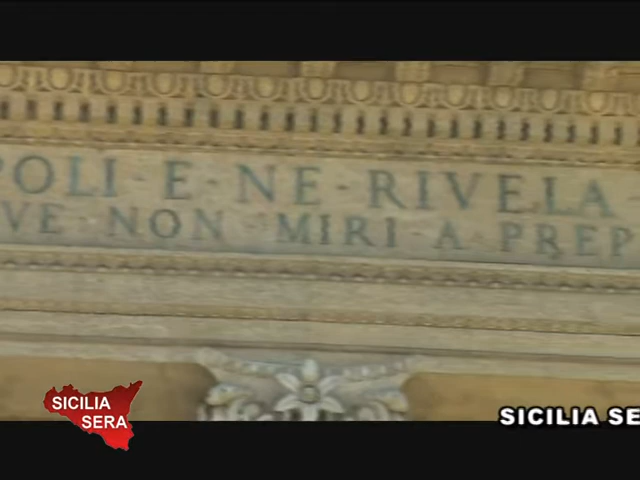 POLI · E · NE · RIVELA ·
VE · NON · MIRI · A PREP
SICILIA
SERA
SICILIA SE